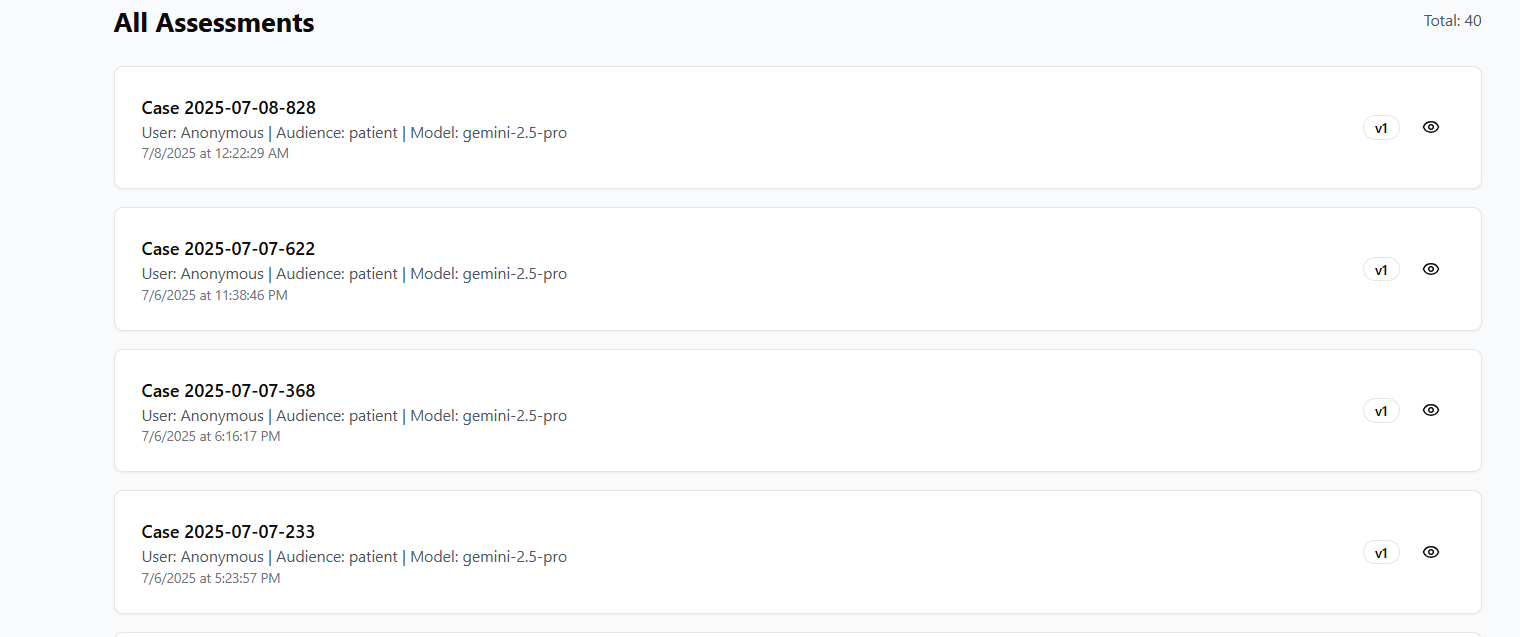 All Assessments
Total: 40
Case 2025-07-08-828
User: Anonymous | Audience: patient | Model: gemini-2.5-pro
7/8/2025 at 12:22:29 AM
v1
Case 2025-07-07-622
User: Anonymous | Audience: patient | Model: gemini-2.5-pro
7/6/2025 at 11:38:46 PM
v1
Case 2025-07-07-368
User: Anonymous | Audience: patient | Model: gemini-2.5-pro
7/6/2025 at 6:16:17 PM
v1
Case 2025-07-07-233
User: Anonymous | Audience: patient | Model: gemini-2.5-pro
7/6/2025 at 5:23:57 PM
v1